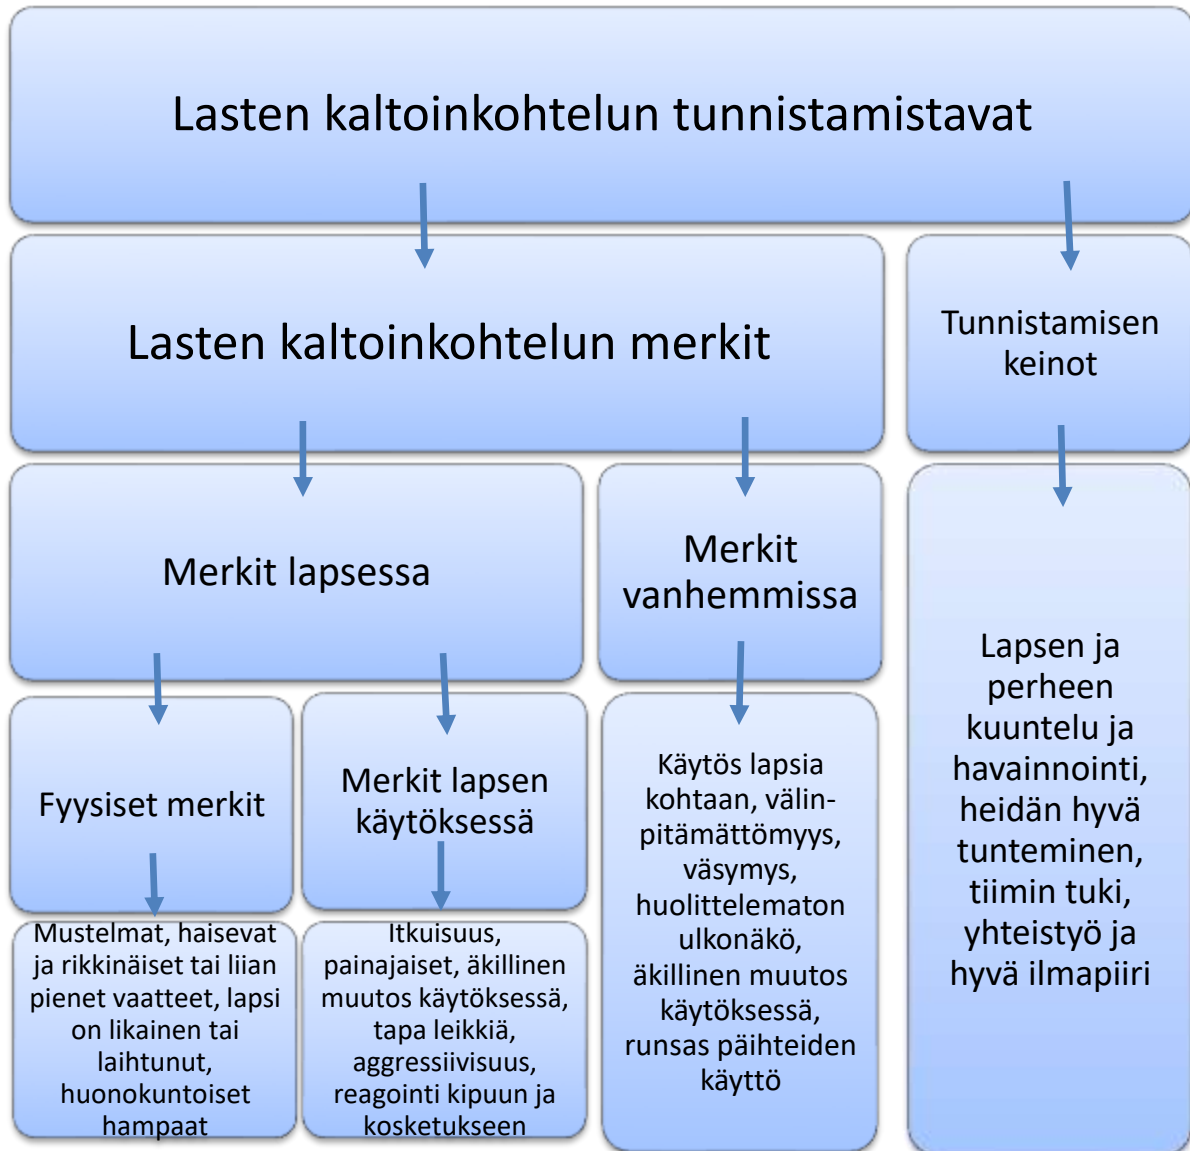 Lasten kaltoinkohtelun tunnistamistavat
Lasten kaltoinkohtelun merkit
Tunnistamisen
keinot
Merkit lapsessa
Merkit
vanhemmissa
Lapsen ja
perheen
kuuntelu ja
havainnointi,
heidän hyvä
tunteminen,
tiimin tuki,
yhteistyö ja
hyvä ilmapiiri
Fyysiset merkit
Merkit lapsen
käytöksessä
Käytös lapsia
kohtaan, välin-
pitämättömyys,
väsymys,
huolittelematon
ulkonäkö,
äkillinen muutos
käytöksessä,
runsas päihteiden
käyttö
Mustelmat, haisevat
ja rikkinäiset tai liian
pienet vaatteet, lapsi
on likainen tai
laihtunut,
huonokuntoiset
hampaat
Itkuisuus,
painajaiset, äkillinen
muutos käytöksessä,
tapa leikkiä,
aggressiivisuus,
reagointi kipuun ja
kosketukseen